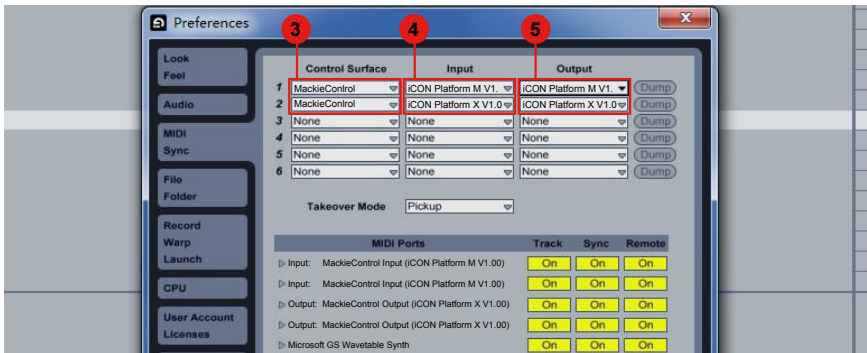 Preferences
3 4 5
Look
Feel
Audio
MIDI
Sync
File
Folder
Record
Warp
Launch
CPU
User Account
Licenses
Control Surface Input Output
1 MackieConlrol iCON Platform M V1. iCON Platform M V1. Dump
2 MackieConlrol iCON Platform X V1.0 iCON Platform X V1.0 Dump
3 None None None Dump
4 None None None Dump
5 None None None Dump
6 None None None Dump
Takeover Mode Pickup
MIDI Ports Track Sync Remote
Input: MackieControl Input (iCON Platform M V1.00) On On On
Input: MackieControl Input (iCON Platform M V1.00) On On On
Output: MackieControl Output (iCON Platform X V1.00) On On On
Output: MackieControl Output (iCON Platform X V1.00) On On On
Microsoft GS Wavetable Synth On On On